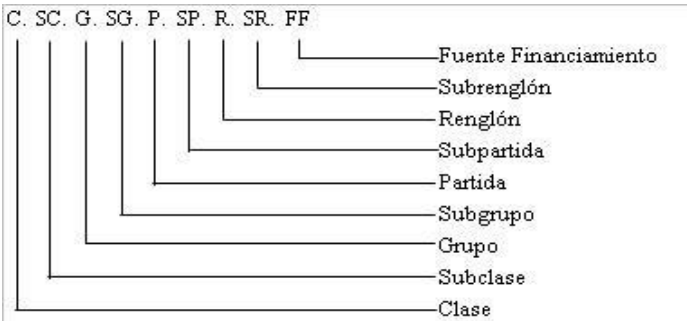 C. SC. G. SG. P. SP. R. SR. FF
Fuente Financiamiento
Subrenglón
Renglón
Subpartida
Partida
Subgrupo
Grupo
Subclase
Clase